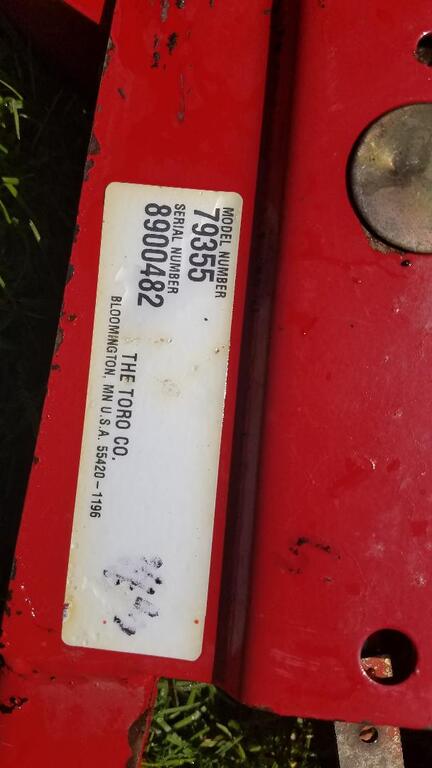 MODEL NUMBER
79355
SERIAL NUMBER
8900482
THE TORO CO.
BLOOMINGTON, MN U.S.A. 55420-1196